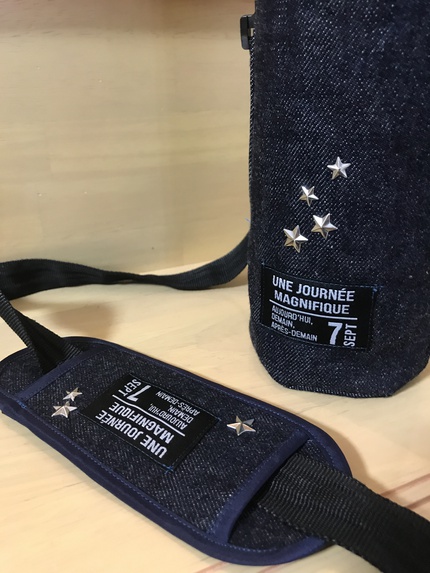 UNE JOURNÉE
MAGNIFIQUE
AUJOURD'HUI,
DEMAIN,
APRÈS-DEMAIN
7 SEPT
UNE JOURNÉE
MAGNIFIQUE
AUJOURD'HUI,
DEMAIN,
APRÈS-DEMAIN
7 SEPT